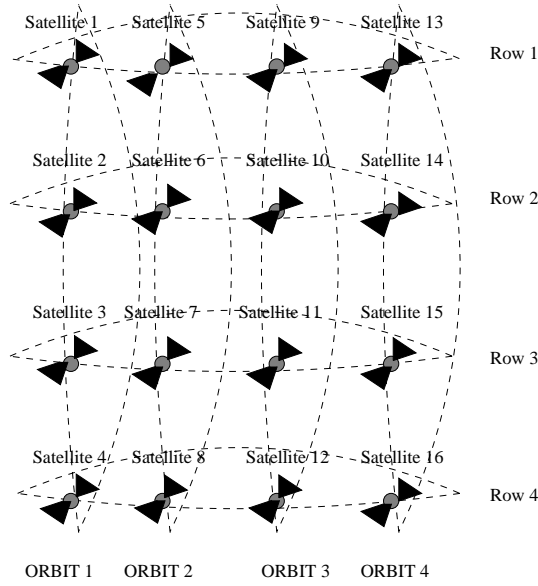 Satellite 1 Satellite 5 Satellite 9 Satellite 13
Row 1
Satellite 2 Satellite 6 Satellite 10 Satellite 14
Row 2
Satellite 3 Satellite 7 Satellite 11 Satellite 15
Row 3
Satellite 4 Satellite 8 Satellite 12 Satellite 16
Row 4
ORBIT 1 ORBIT 2 ORBIT 3 ORBIT 4